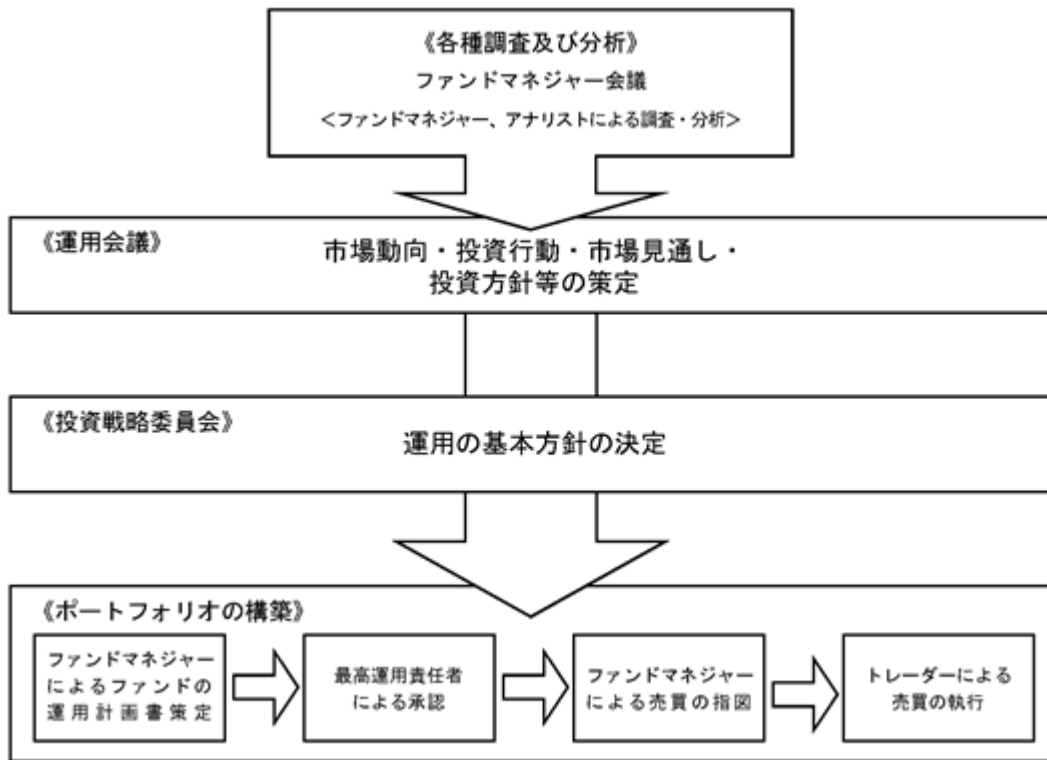 《各種調査及び分析》
ファンドマネジャー会議
＜ファンドマネジャー、アナリストによる調査・分析＞
《運用会議》
市場動向・投資行動・市場見通し・
投資方針等の策定
《投資戦略委員会》
運用の基本方針の決定
《ポートフォリオの構築》
ファンドマネジャー
によるファンドの
運用計画書策定
最高運用責任者
による承認
ファンドマネジャー
による売買の指図
トレーダーによる
売買の執行